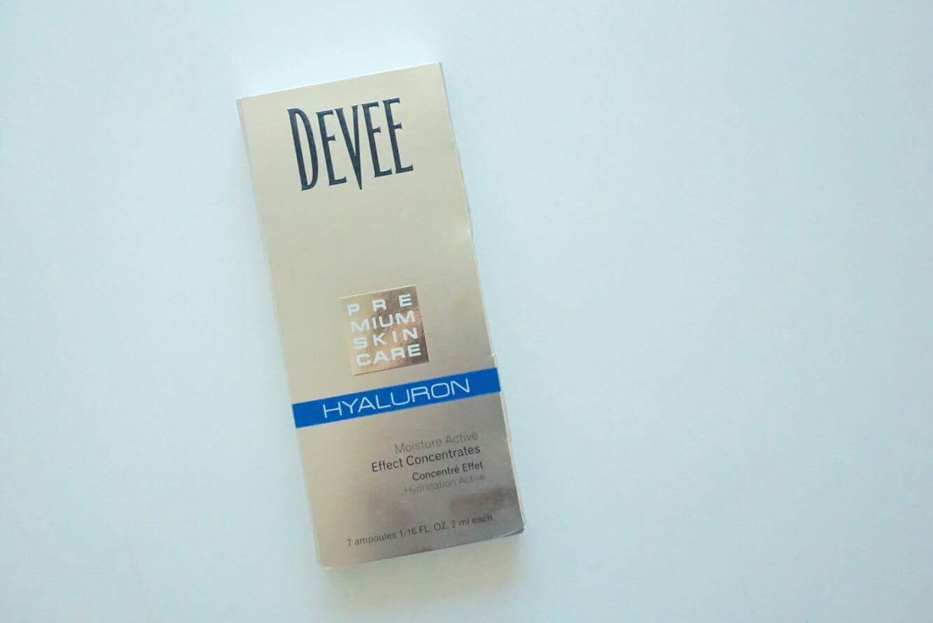 DEVEE
PRE
MIUM
SKIN
CARE
HYALURON
Moisture Active
Effect Concentrates
Concentré Effet
Hydratation Active
7 ampoules 1/16 FL. OZ. 2 ml each